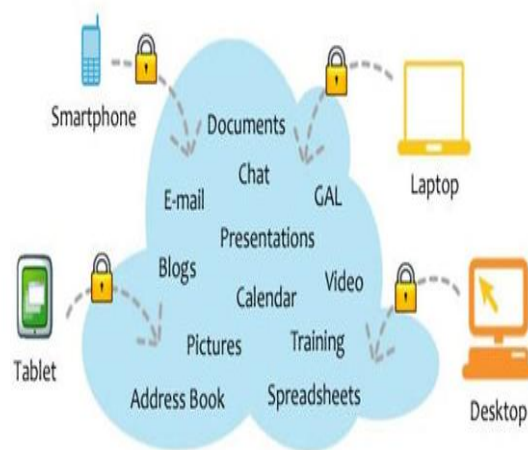 Smartphone
Documents
Chat
Laptop
E-mail
GAL
Presentations
Blogs
Video
Calendar
Tablet
Pictures
Training
Address Book
Spreadsheets
Desktop